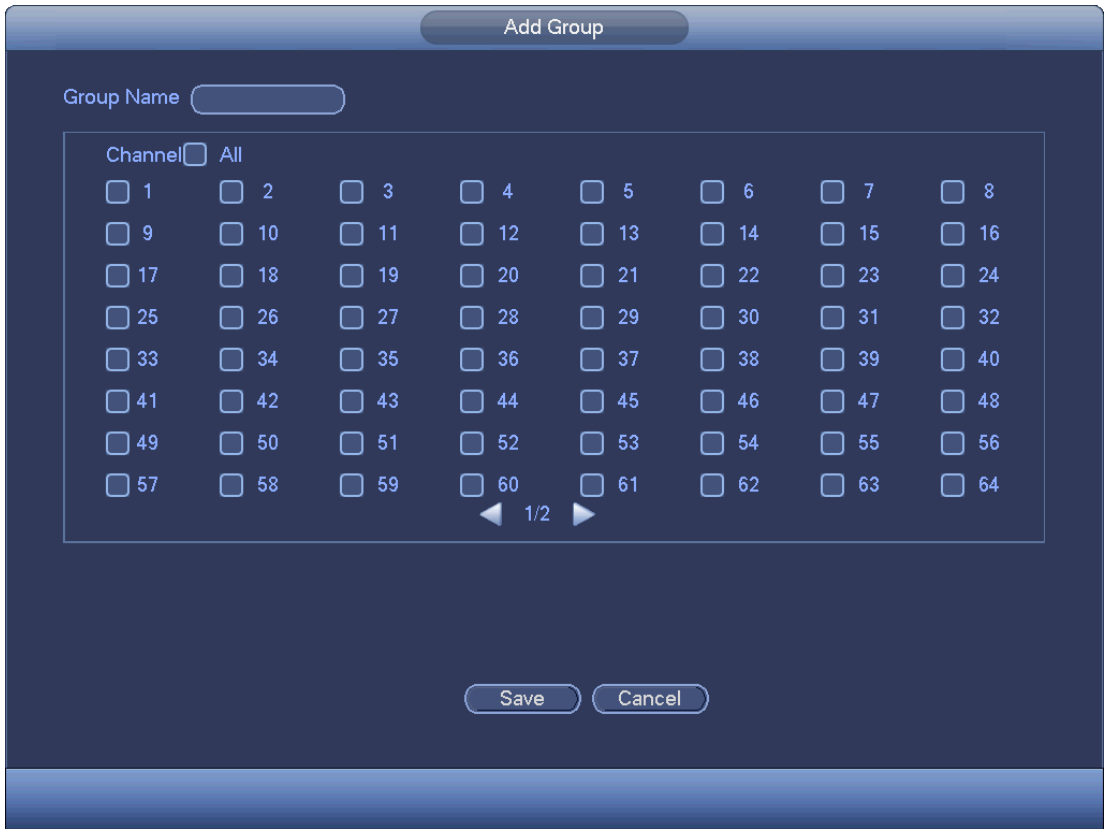 Add Group
Group Name
Channel All
1 2 3 4 5 6 7 8
9 10 11 12 13 14 15 16
17 18 19 20 21 22 23 24
25 26 27 28 29 30 31 32
33 34 35 36 37 38 39 40
41 42 43 44 45 46 47 48
49 50 51 52 53 54 55 56
57 58 59 60 61 62 63 64
1/2
Save Cancel